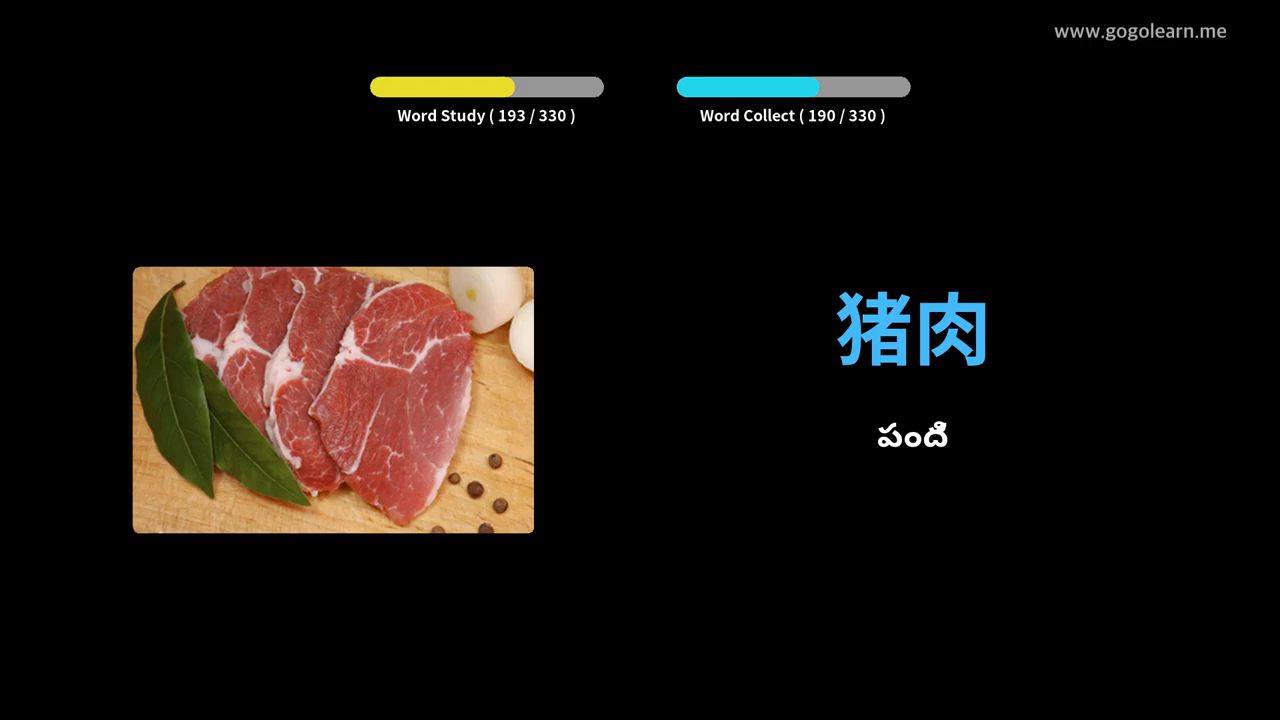 www.gogolearn.me
Word Study ( 193 / 330 )
Word Collect ( 190 / 330 )
猪肉
పంది